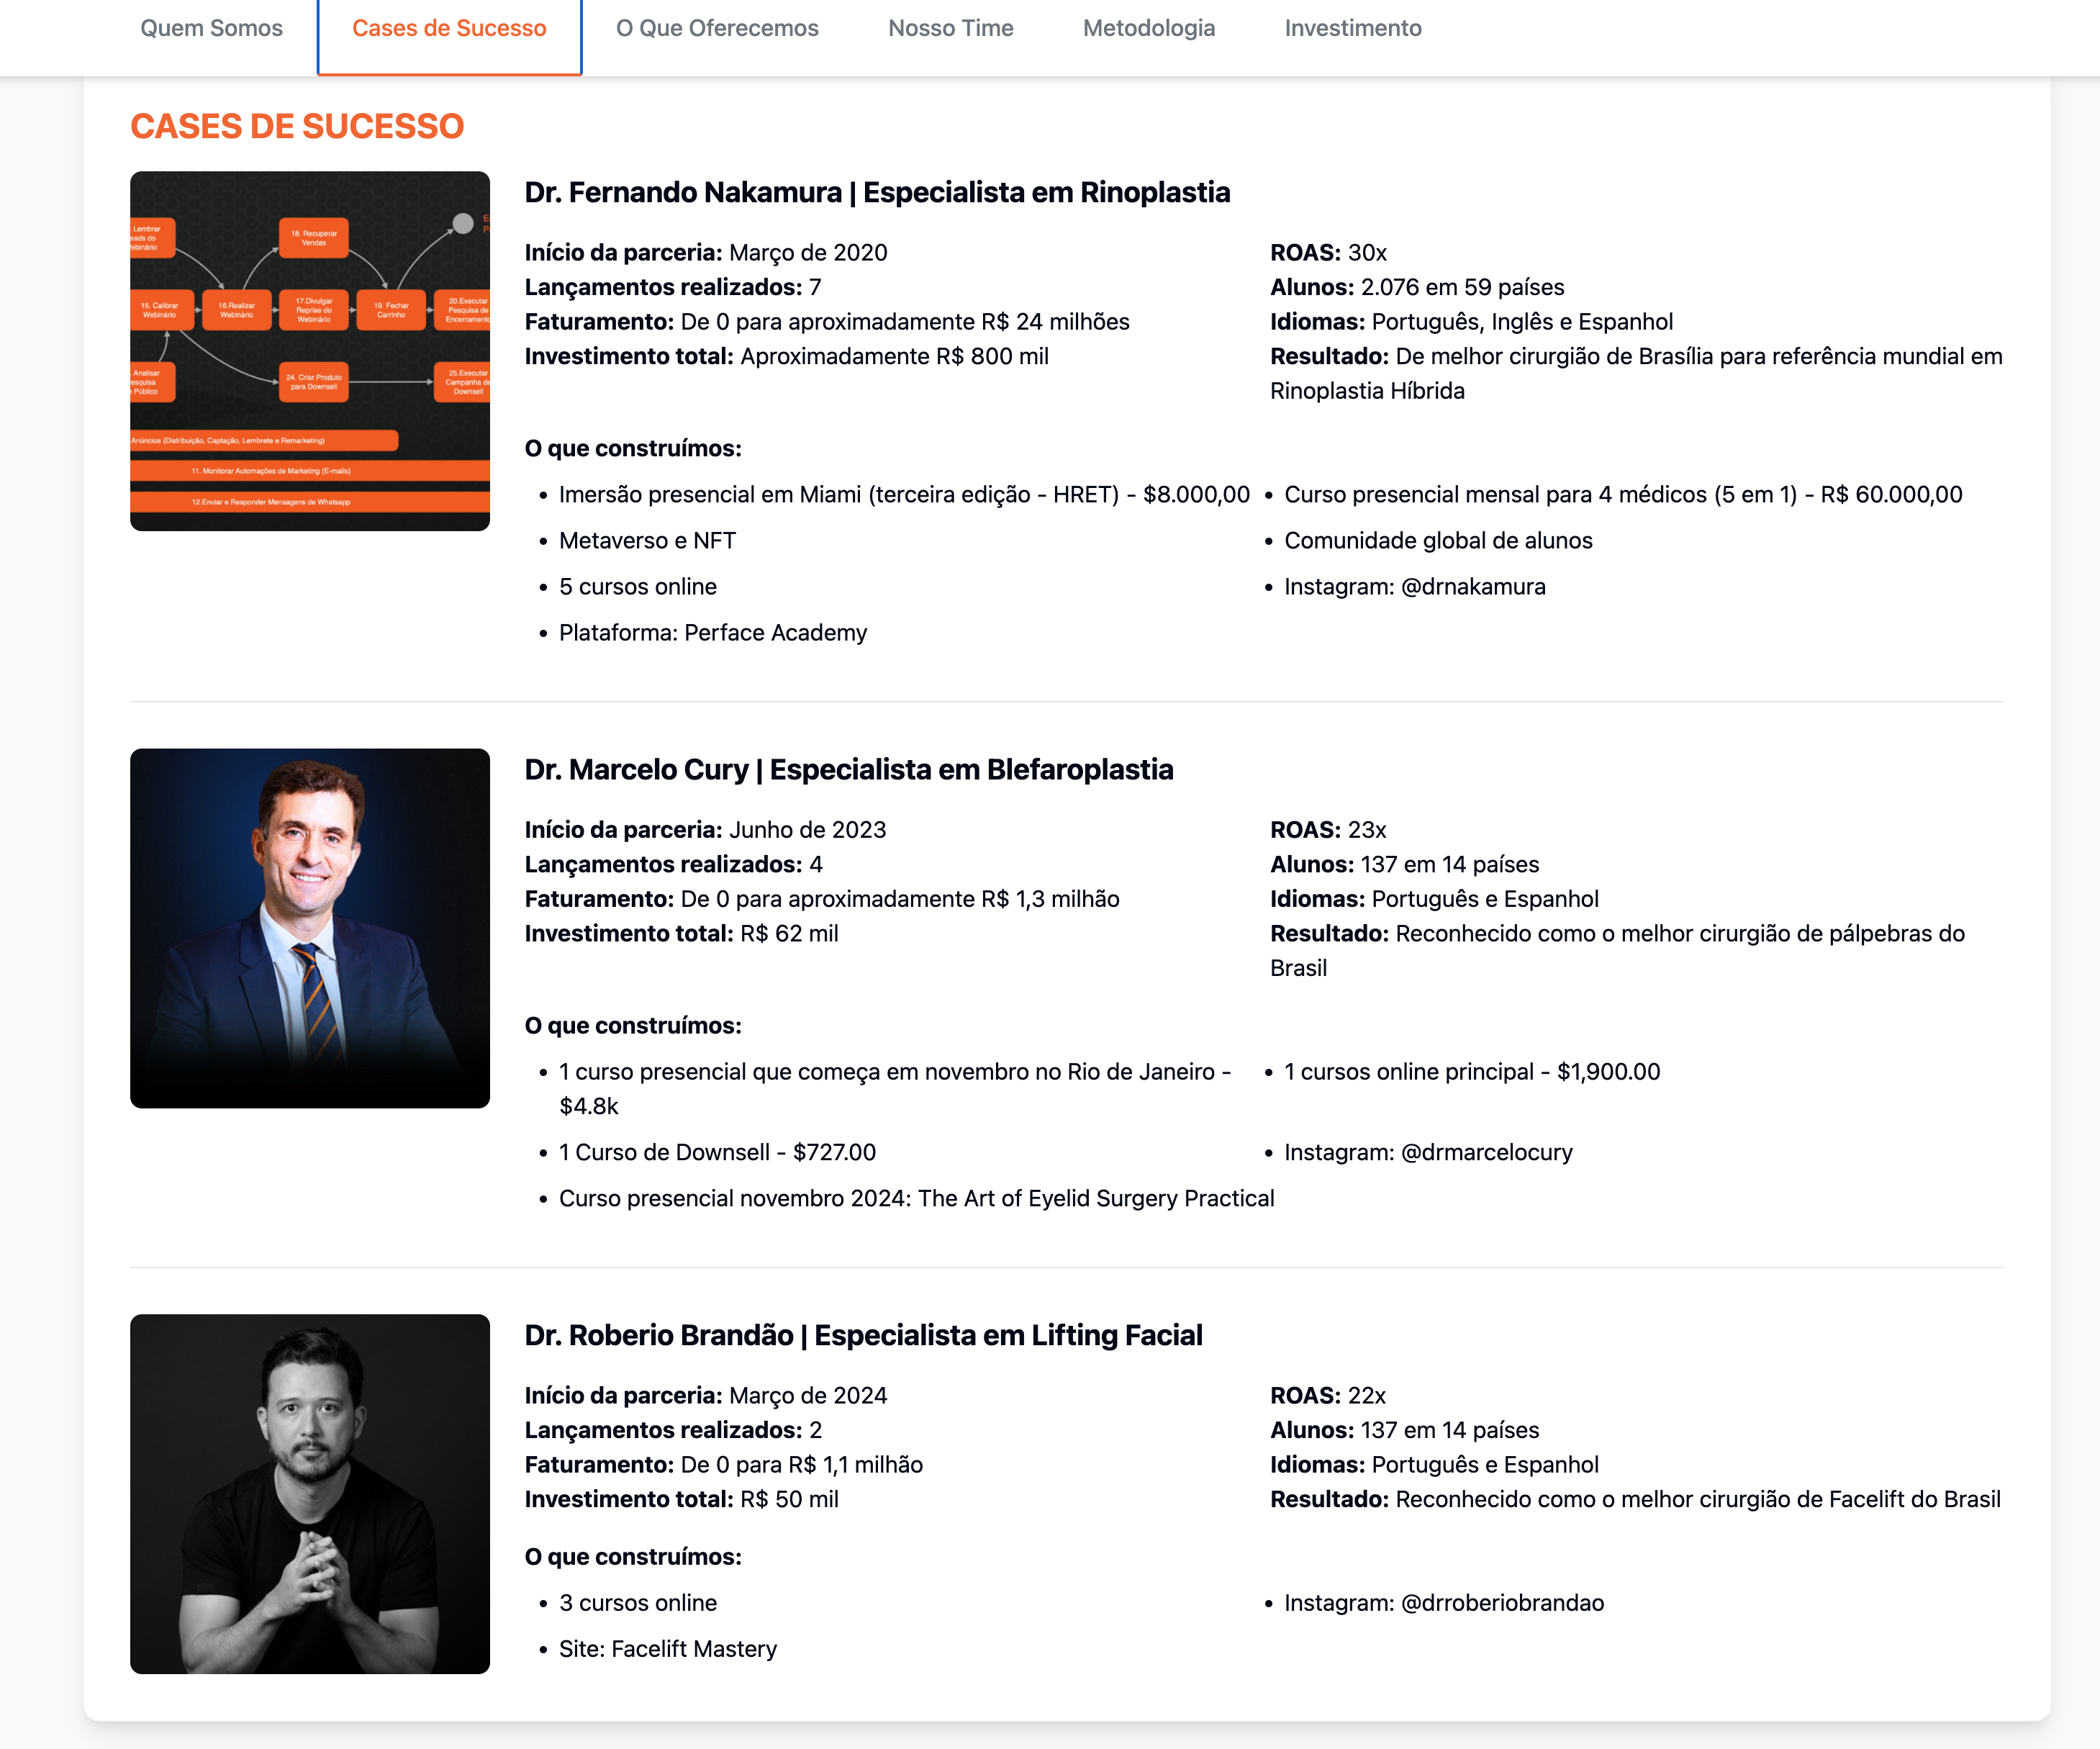 Quem Somos
Cases de Sucesso
O Que Oferecemos
Nosso Time
Metodologia
Investimento
CASES DE SUCESSO
Lembrar
eads do
ebinário
18. Recuperar
Vendas
15. Calibrar
Webinário
16.Realizar
Webinário
17.Divulgar
Reprise do
Webinário
19. Fechar
Carrinho
20.Executar
Pesquisa de
Encerramento
Analisar
esquisa
Público
24. Criar Produto
para Downsell
25.Executar
Campanha de
Downsell
Anúncios (Distribuição, Captação, Lembrete e Remarketing)
11. Monitorar Automações de Marketing (E-mails)
12.Enviar e Responder Mensagens de Whatsapp
Dr. Fernando Nakamura | Especialista em Rinoplastia
Início da parceria: Março de 2020
Lançamentos realizados: 7
Faturamento: De 0 para aproximadamente R$ 24 milhões
Investimento total: Aproximadamente R$ 800 mil
ROAS: 30x
Alunos: 2.076 em 59 países
Idiomas: Português, Inglês e Espanhol
Resultado: De melhor cirurgião de Brasília para referência mundial em
Rinoplastia Híbrida
O que construímos:
• Imersão presencial em Miami (terceira edição - HRET) - $8.000,00
• Curso presencial mensal para 4 médicos (5 em 1) - R$ 60.000,00
• Metaverso e NFT
• Comunidade global de alunos
• 5 cursos online
• Instagram: @drnakamura
• Plataforma: Perface Academy
Dr. Marcelo Cury | Especialista em Blefaroplastia
Início da parceria: Junho de 2023
Lançamentos realizados: 4
Faturamento: De 0 para aproximadamente R$ 1,3 milhão
Investimento total: R$ 62 mil
ROAS: 23x
Alunos: 137 em 14 países
Idiomas: Português e Espanhol
Resultado: Reconhecido como o melhor cirurgião de pálpebras do
Brasil
O que construímos:
• 1 curso presencial que começa em novembro no Rio de Janeiro -
$4.8k
• 1 cursos online principal - $1,900.00
• 1 Curso de Downsell - $727.00
• Instagram: @drmarcelocury
• Curso presencial novembro 2024: The Art of Eyelid Surgery Practical
Dr. Roberio Brandão | Especialista em Lifting Facial
Início da parceria: Março de 2024
Lançamentos realizados: 2
Faturamento: De 0 para R$ 1,1 milhão
Investimento total: R$ 50 mil
ROAS: 22x
Alunos: 137 em 14 países
Idiomas: Português e Espanhol
Resultado: Reconhecido como o melhor cirurgião de Facelift do Brasil
O que construímos:
• 3 cursos online
• Instagram: @drroberiobrandao
• Site: Facelift Mastery